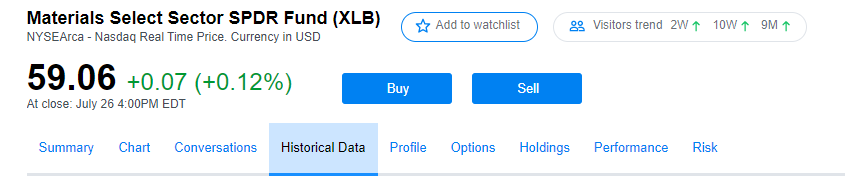 Materials Select Sector SPDR Fund (XLB)
NYSEArca - Nasdaq Real Time Price. Currency in USD
Add to watchlist
Visitors trend 2W 10W 9M
59.06 +0.07 (+0.12%)
At close: July 26 4:00PM EDT
Buy
Sell
Summary Chart Conversations Historical Data Profile Options Holdings Performance Risk